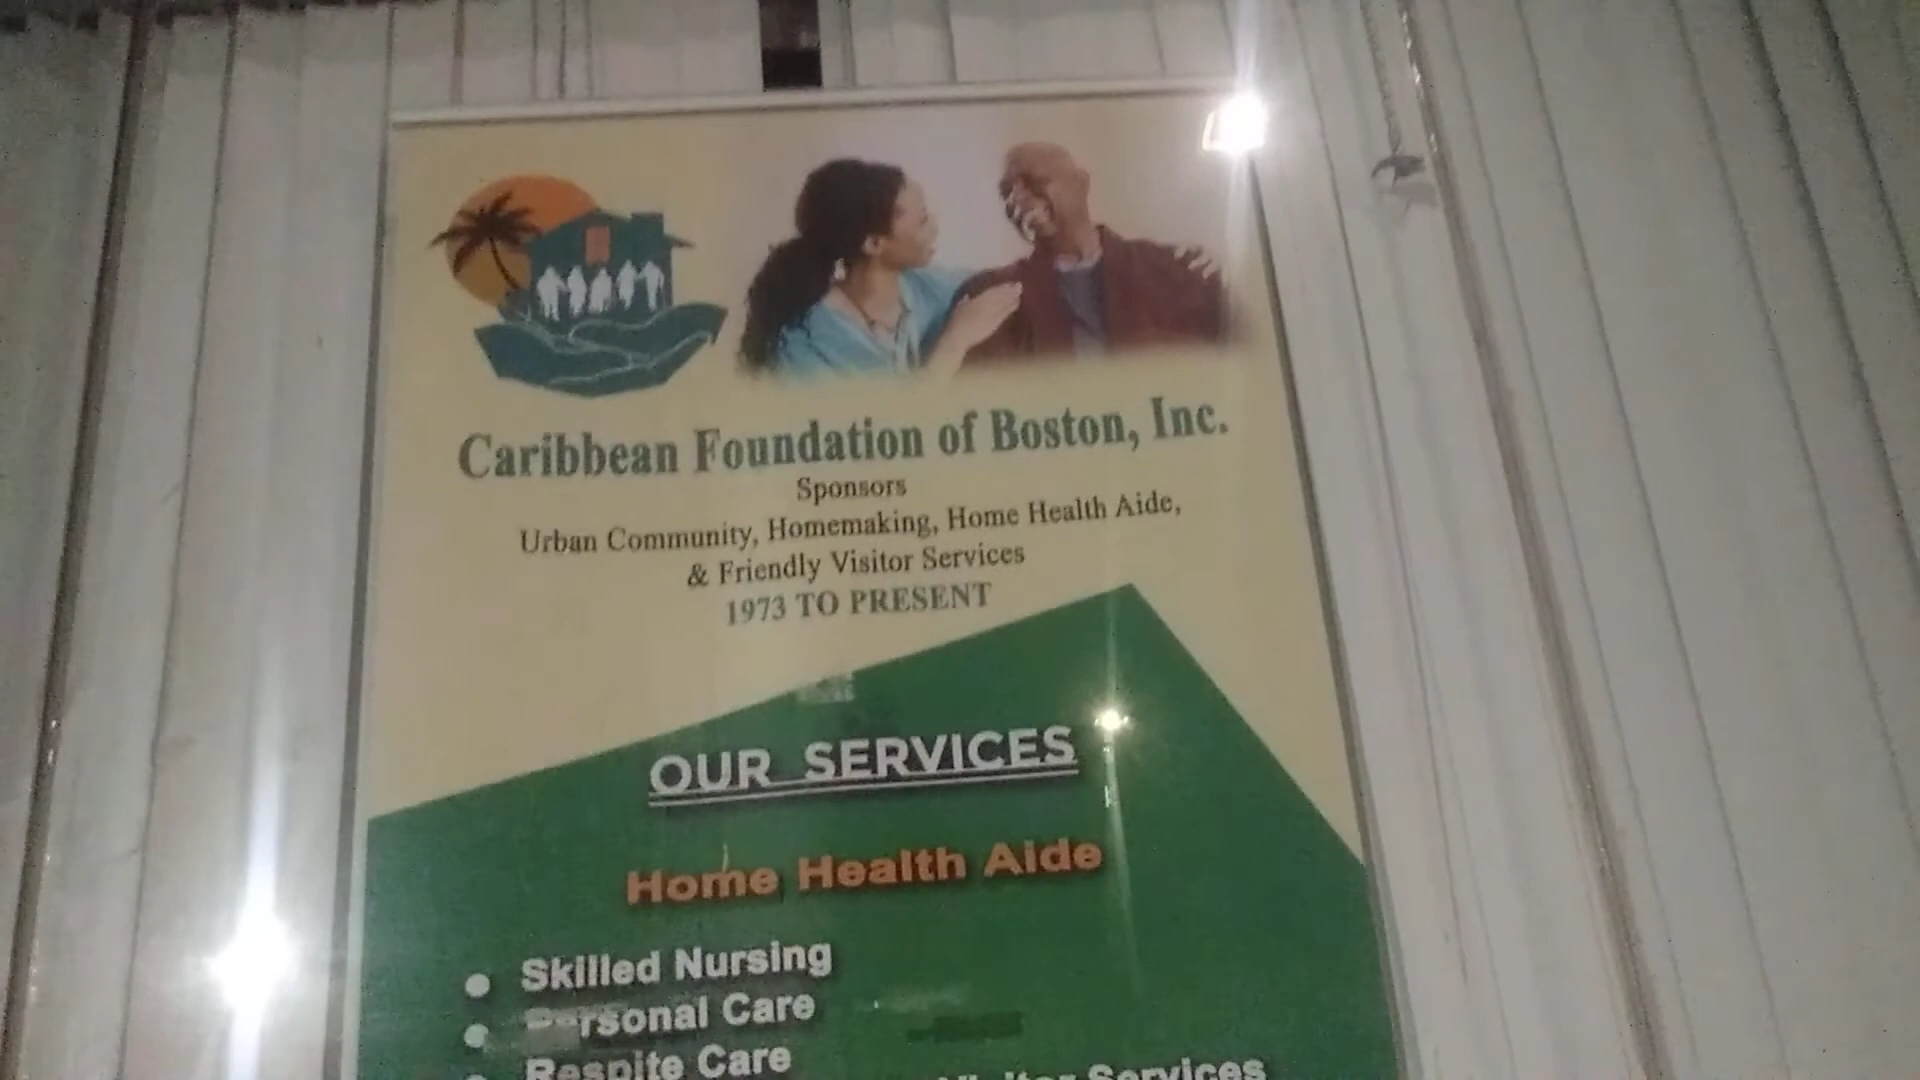 Caribbean Foundation of Boston, Inc.
Sponsors
Urban Community, Homemaking, Home Health Aide,
& Friendly Visitor Services
1973 TO PRESENT
OUR SERVICES
Home Health Aide
Skilled Nursing
Personal Care
Respite Care
Visitor Services